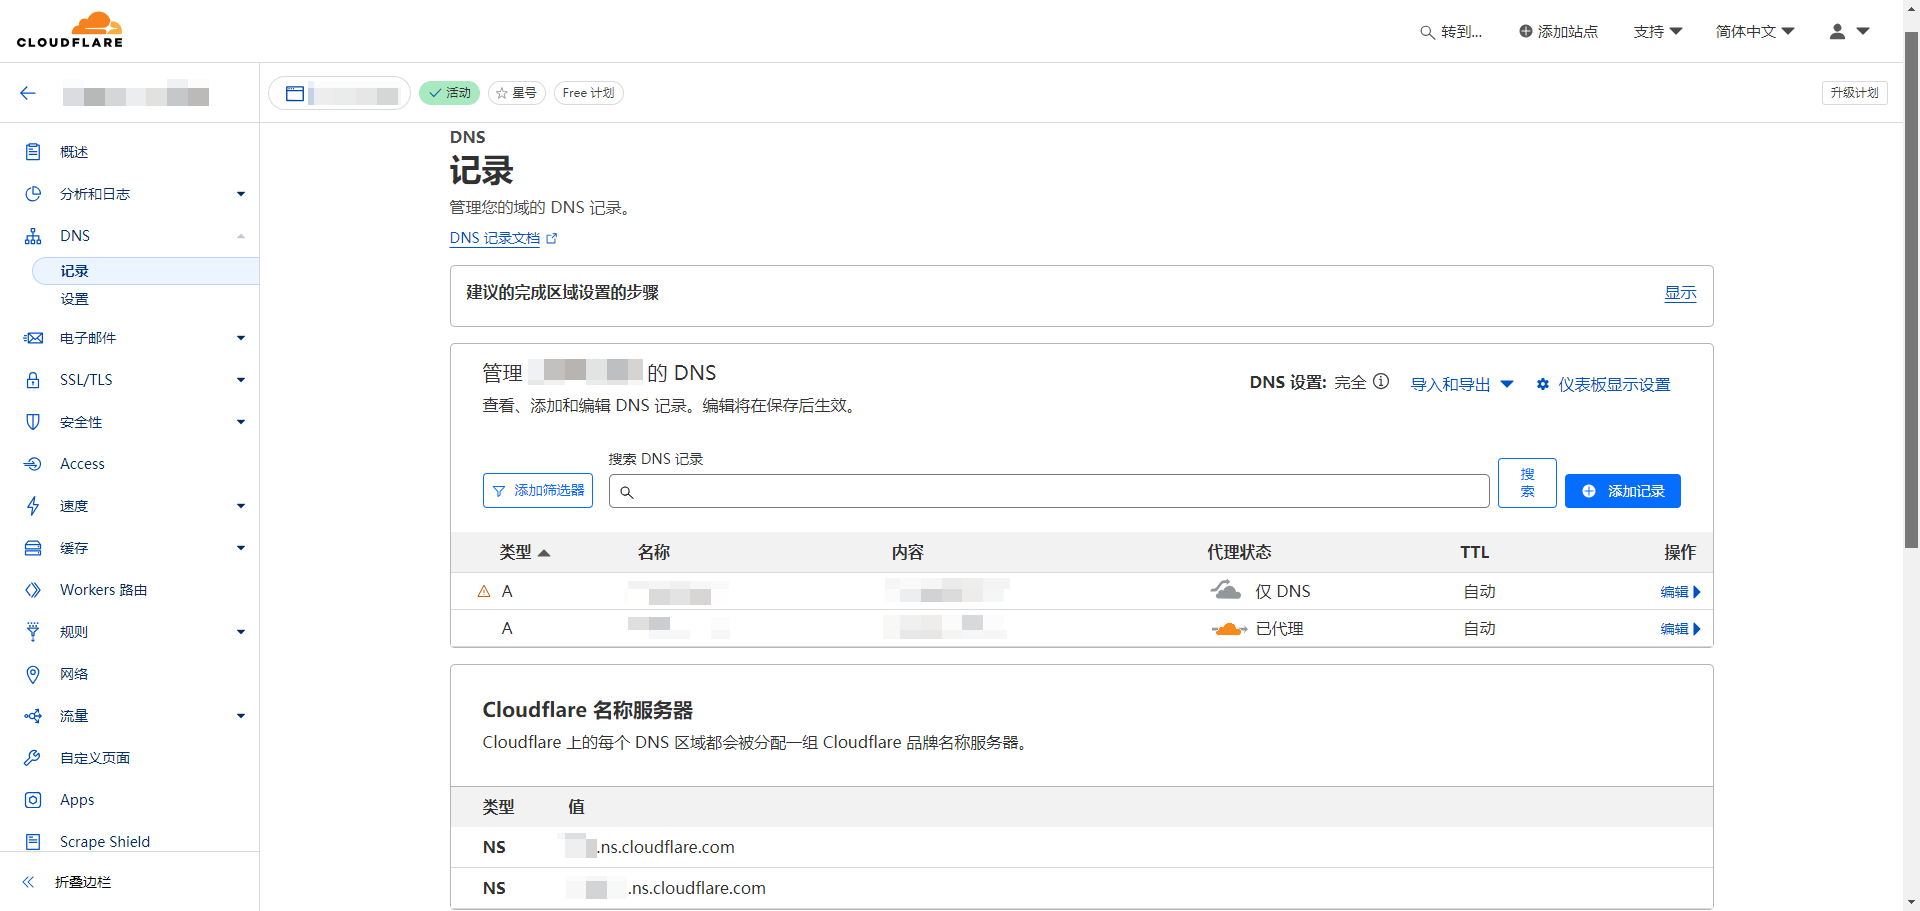 CLOUDFLARE
转到...
添加站点
支持
简体中文
活动
星号
Free 计划
升级计划
概述
分析和日志
DNS
记录
设置
电子邮件
SSL/TLS
安全性
Access
速度
缓存
Workers 路由
规则
网络
流量
自定义页面
Apps
Scrape Shield
折叠边栏
DNS
记录
管理您的域的 DNS 记录。
DNS 记录文档
建议的完成区域设置的步骤
显示
管理 的 DNS
查看、添加和编辑 DNS 记录。编辑将在保存后生效。
DNS 设置: 完全
导入和导出
仪表板显示设置
搜索 DNS 记录
添加筛选器
搜
索
添加记录
类型 名称 内容 代理状态 TTL 操作
A 仅 DNS 自动 编辑
A 已代理 自动 编辑
Cloudflare 名称服务器
Cloudflare 上的每个 DNS 区域都会被分配一组 Cloudflare 品牌名称服务器。
类型 值
NS .ns.cloudflare.com
NS .ns.cloudflare.com